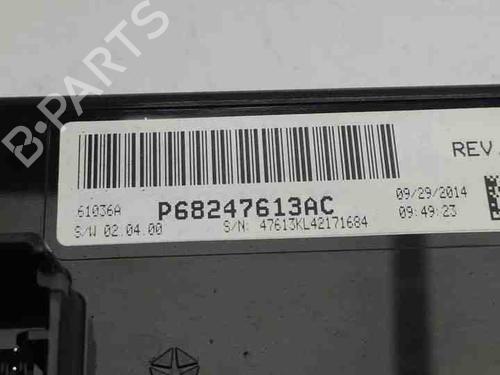 B-PARTS
REV.
61036A
P68247613AC
09/29/2014
S/W 02.04.00
S/N: 47613KL42171684
09:49:23